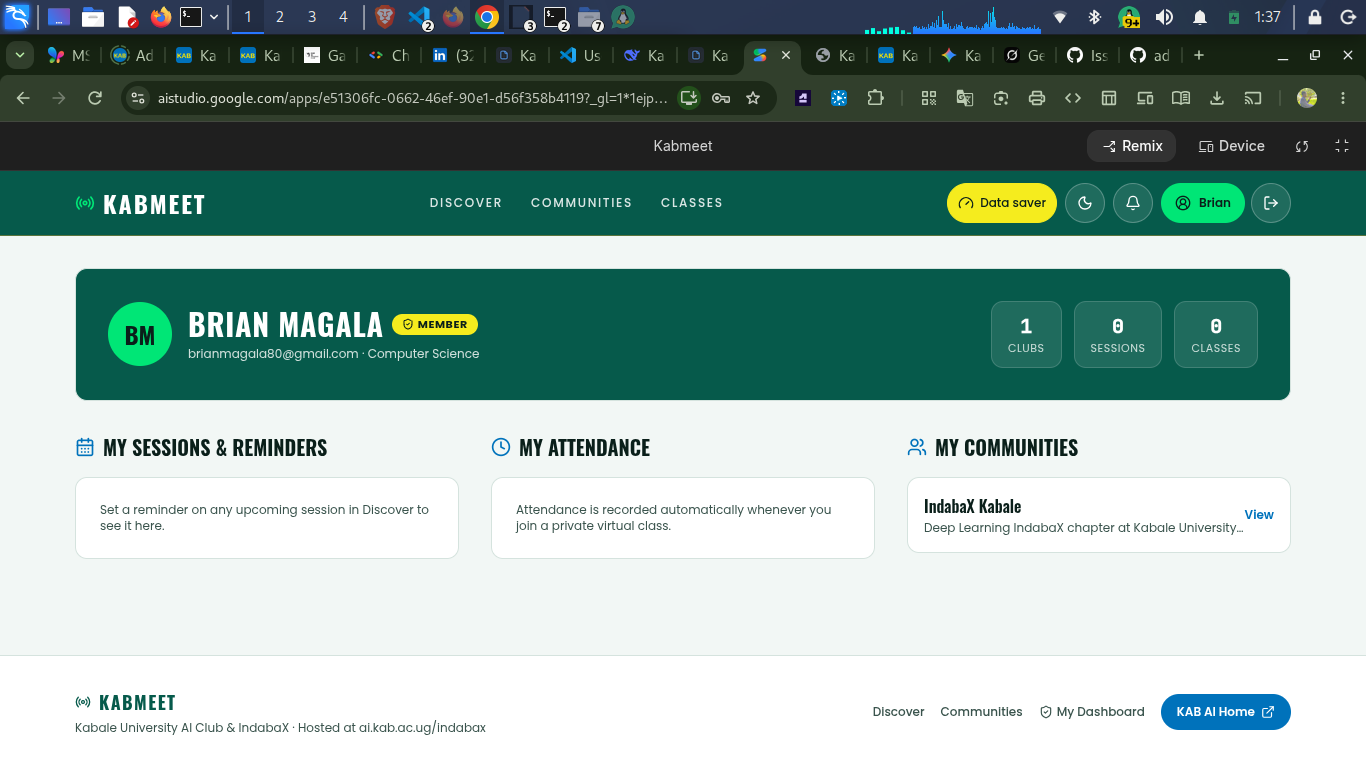 1 2 3 4
2
3
2
7
9+
1:37
MS
Ad
Ka
Ka
Ga
Ch
(32
Ka
Us
Ka
Ka
Ka
Ka
Ka
Ge
Iss
ad
aistudio.google.com/apps/e51306fc-0662-46ef-90e1-d56f358b4119?_gl=1*1ejp…
Kabmeet
Remix
Device
KABMEET
DISCOVER
COMMUNITIES
CLASSES
Data saver
Brian
BM
BRIAN MAGALA
MEMBER
brianmagala80@gmail.com · Computer Science
1
CLUBS
0
SESSIONS
0
CLASSES
MY SESSIONS & REMINDERS
Set a reminder on any upcoming session in Discover to
see it here.
MY ATTENDANCE
Attendance is recorded automatically whenever you
join a private virtual class.
MY COMMUNITIES
IndabaX Kabale
Deep Learning IndabaX chapter at Kabale University…
View
KABMEET
Kabale University AI Club & IndabaX · Hosted at ai.kab.ac.ug/indabax
Discover
Communities
My Dashboard
KAB AI Home